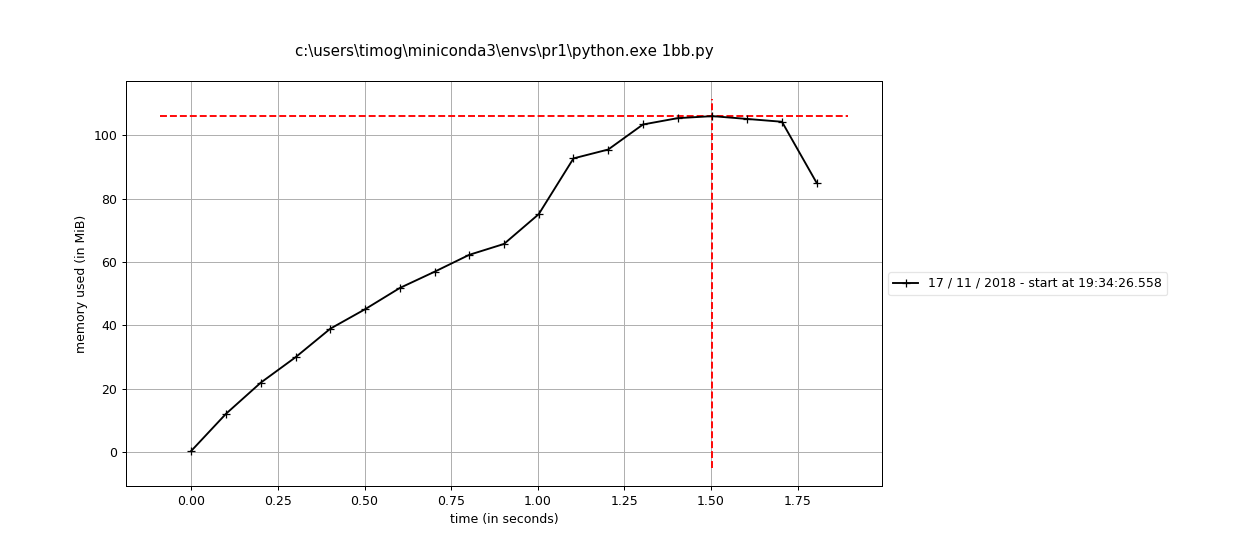 c:\users\timog\miniconda3\envs\pr1\python.exe 1bb.py
100
80
60
40
20
0
memory used (in MiB)
0.00 0.25 0.50 0.75 1.00 1.25 1.50 1.75
time (in seconds)
17 / 11 / 2018 - start at 19:34:26.558